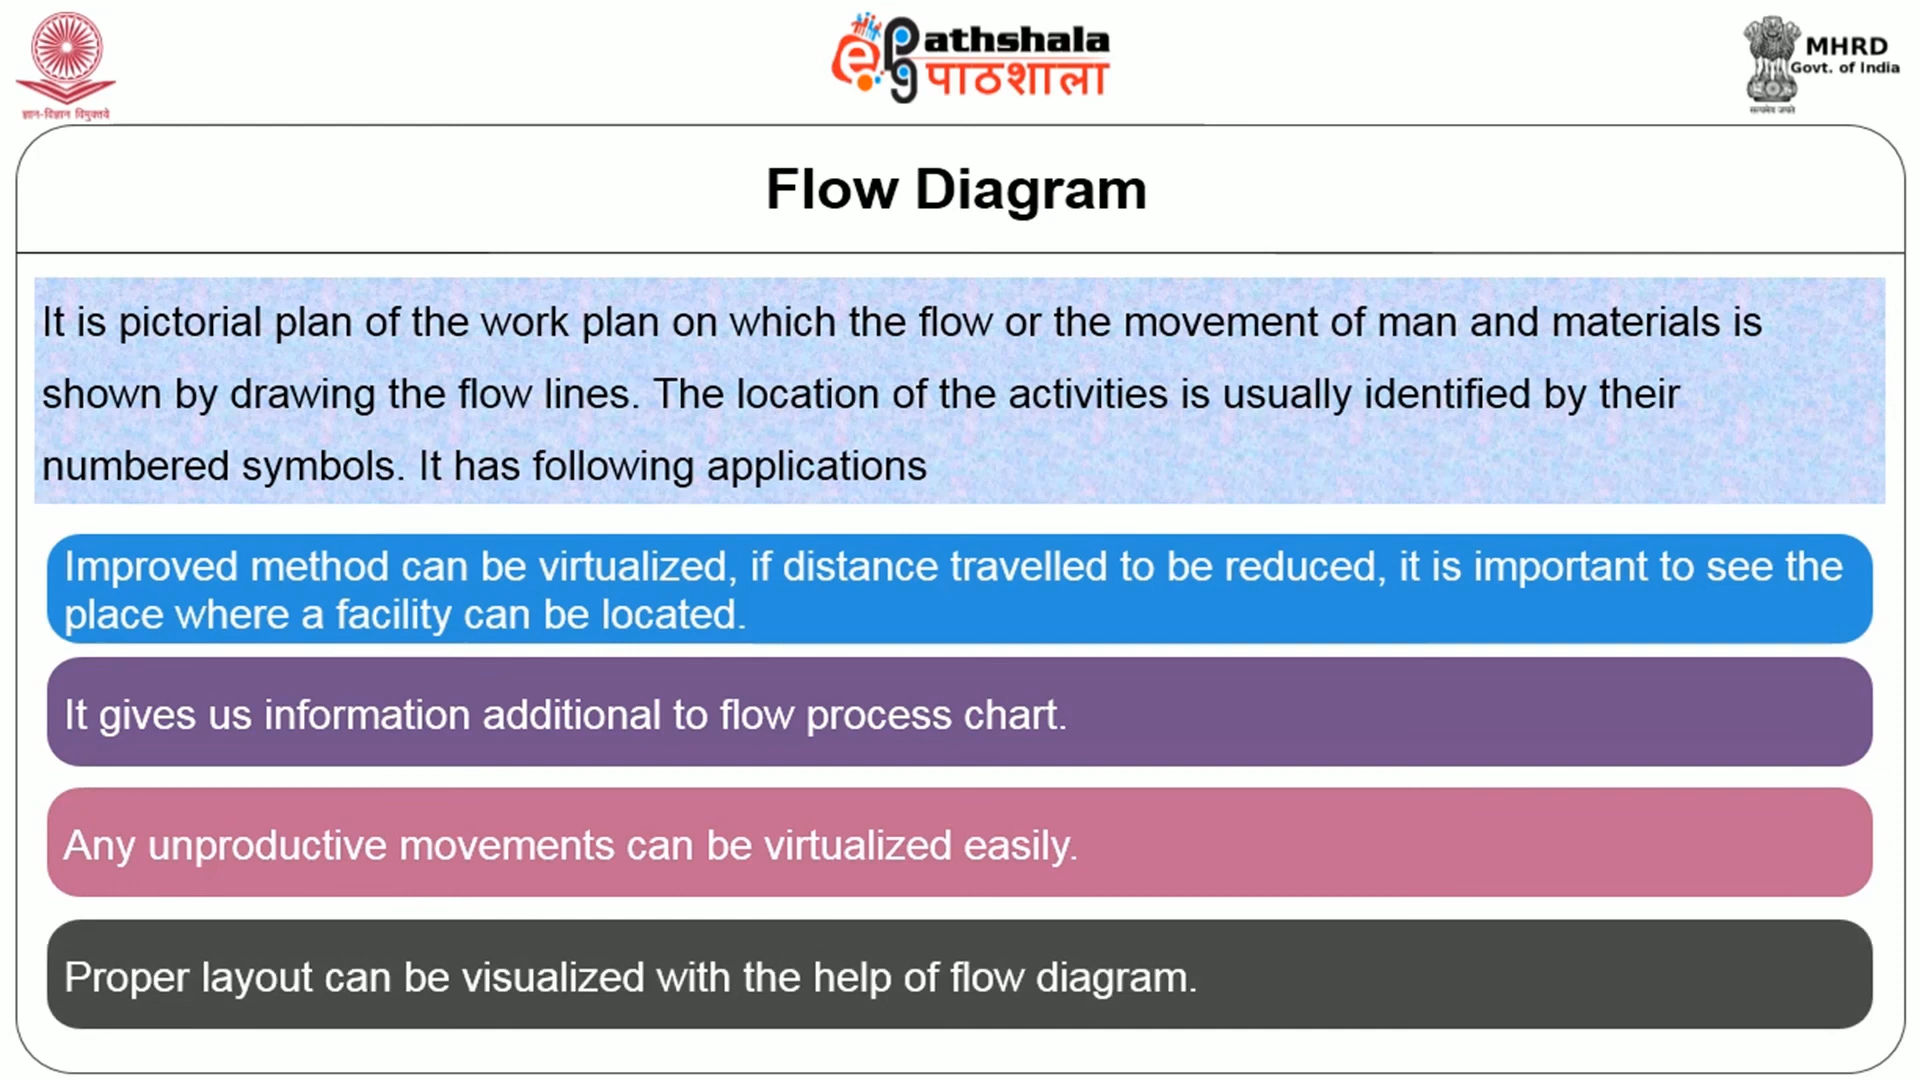 ज्ञान-विज्ञान विमुक्तये
e
pg
athshala
पाठशाला
MHRD
Govt. of India
सत्यमेव जयते
Flow Diagram
It is pictorial plan of the work plan on which the flow or the movement of man and materials is
shown by drawing the flow lines. The location of the activities is usually identified by their
numbered symbols. It has following applications
Improved method can be virtualized, if distance travelled to be reduced, it is important to see the
place where a facility can be located.
It gives us information additional to flow process chart.
Any unproductive movements can be virtualized easily.
Proper layout can be visualized with the help of flow diagram.